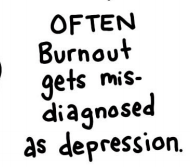 OFTEN
Burnout
gets mis-
diagnosed
as depression.